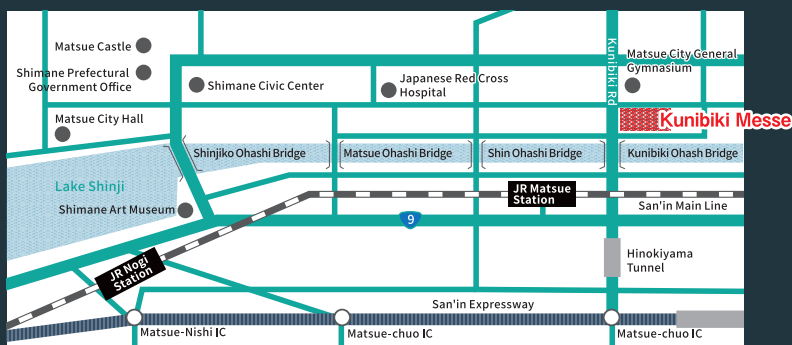 Matsue Castle
Shimane Prefectural
Government Office
Matsue City Hall
Shimane Civic Center
Japanese Red Cross
Hospital
Kunibiki Rd
Matsue City General
Gymnasium
Kunibiki Messe
Shinjiko Ohashi Bridge
Matsue Ohashi Bridge
Shin Ohashi Bridge
Kunibiki Ohash Bridge
Lake Shinji
Shimane Art Museum
JR Matsue
Station
San'in Main Line
9
JR Nogi
Station
Hinokiyama
Tunnel
San'in Expressway
Matsue-Nishi IC
Matsue-chuo IC
Matsue-chuo IC